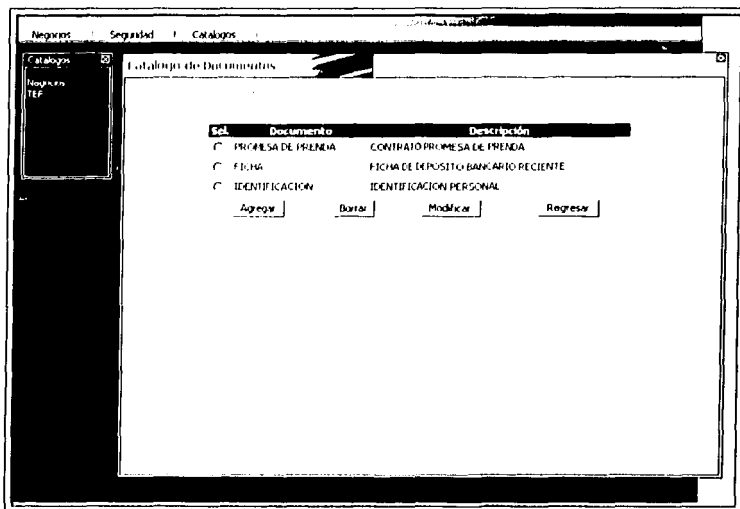 Negocios Seguridad Catalogos
Catalogos
Negocios
TEF
Catalogo de Documentos
Sel. Documento Descripción
PROMESA DE PRENDA CONTRATO PROMESA DE PRENDA
FICHA FICHA DE DEPOSITO BANCARIO RECIENTE
IDENTIFICACION IDENTIFICACION PERSONAL
Agregar Borrar Modificar Regresar